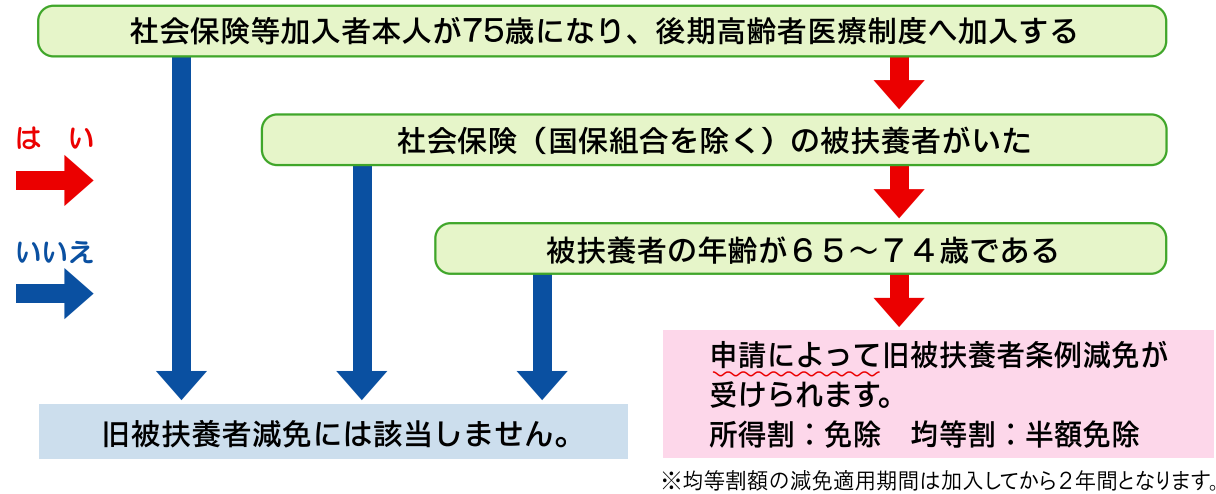 社会保険等加入者本人が75歳になり、後期高齢者医療制度へ加入する
は　い
社会保険（国保組合を除く）の被扶養者がいた
いいえ
被扶養者の年齢が６５～７４歳である
申請によって旧被扶養者条例減免が
受けられます。
所得割：免除　均等割：半額免除
旧被扶養者減免には該当しません。
※均等割額の減免適用期間は加入してから２年間となります。